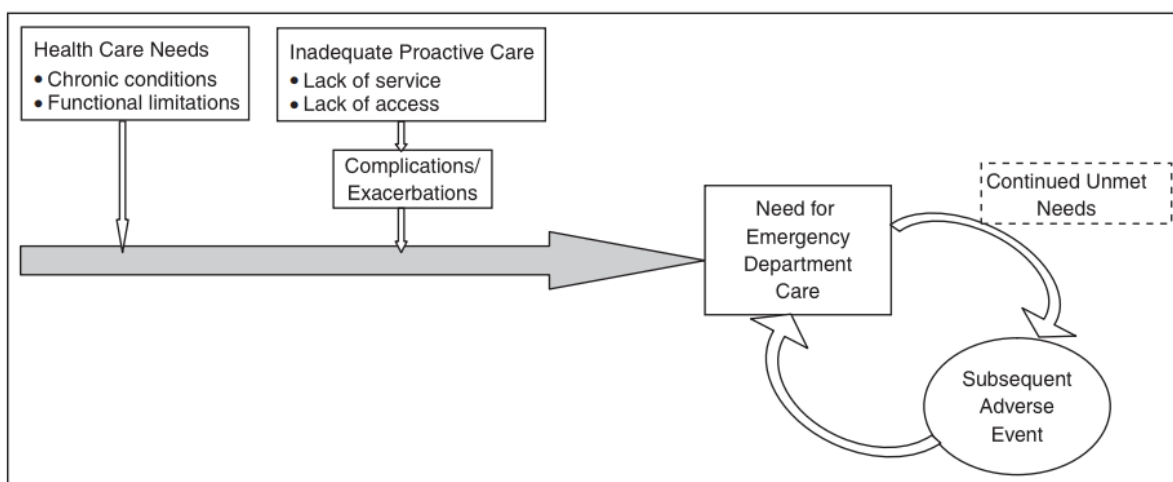 Health Care Needs
• Chronic conditions
• Functional limitations
Inadequate Proactive Care
• Lack of service
• Lack of access
Complications/
Exacerbations
Need for
Emergency
Department
Care
Continued Unmet
Needs
Subsequent
Adverse
Event